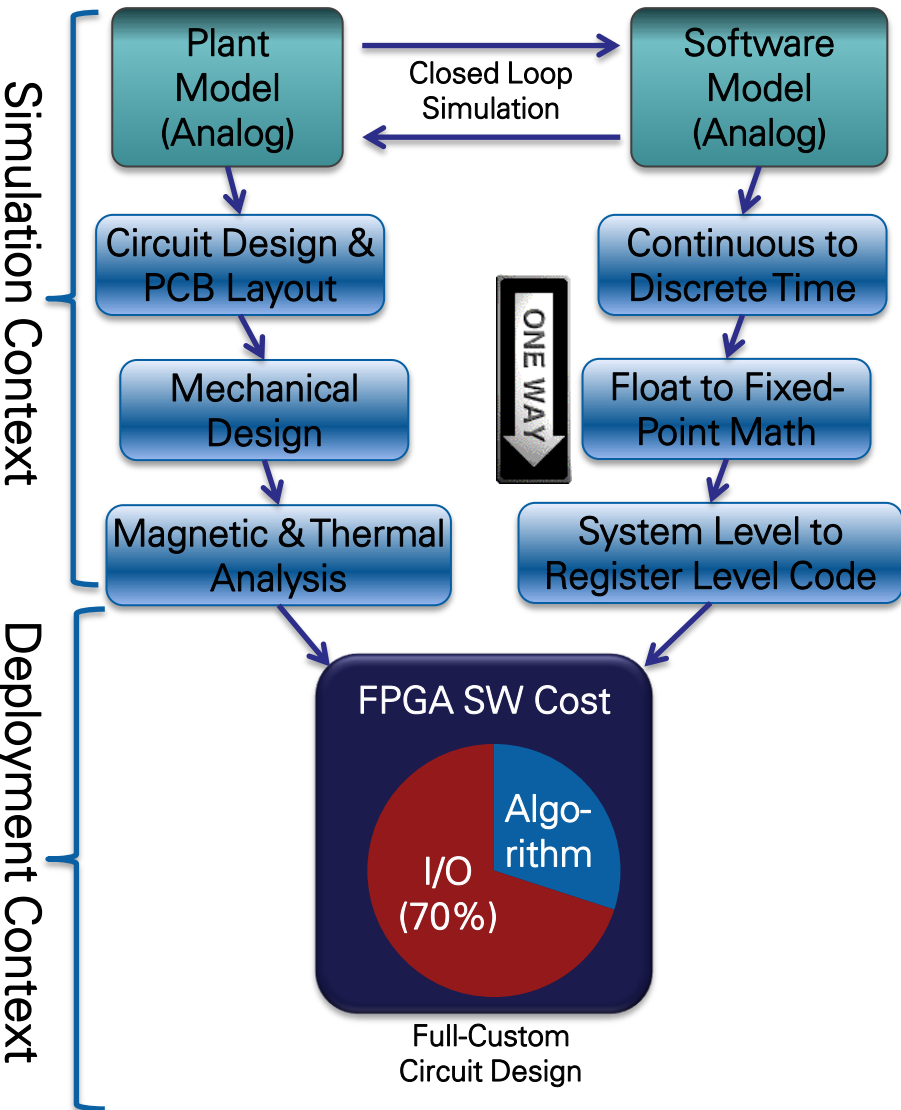 Simulation Context
Plant
Model
(Analog)
Closed Loop
Simulation
Software
Model
(Analog)
Circuit Design &
PCB Layout
Continuous to
Discrete Time
ONE WAY
Mechanical
Design
Float to Fixed-
Point Math
Magnetic & Thermal
Analysis
System Level to
Register Level Code
Deployment Context
FPGA SW Cost
Algo-
rithm
I/O
(70%)
Full-Custom
Circuit Design